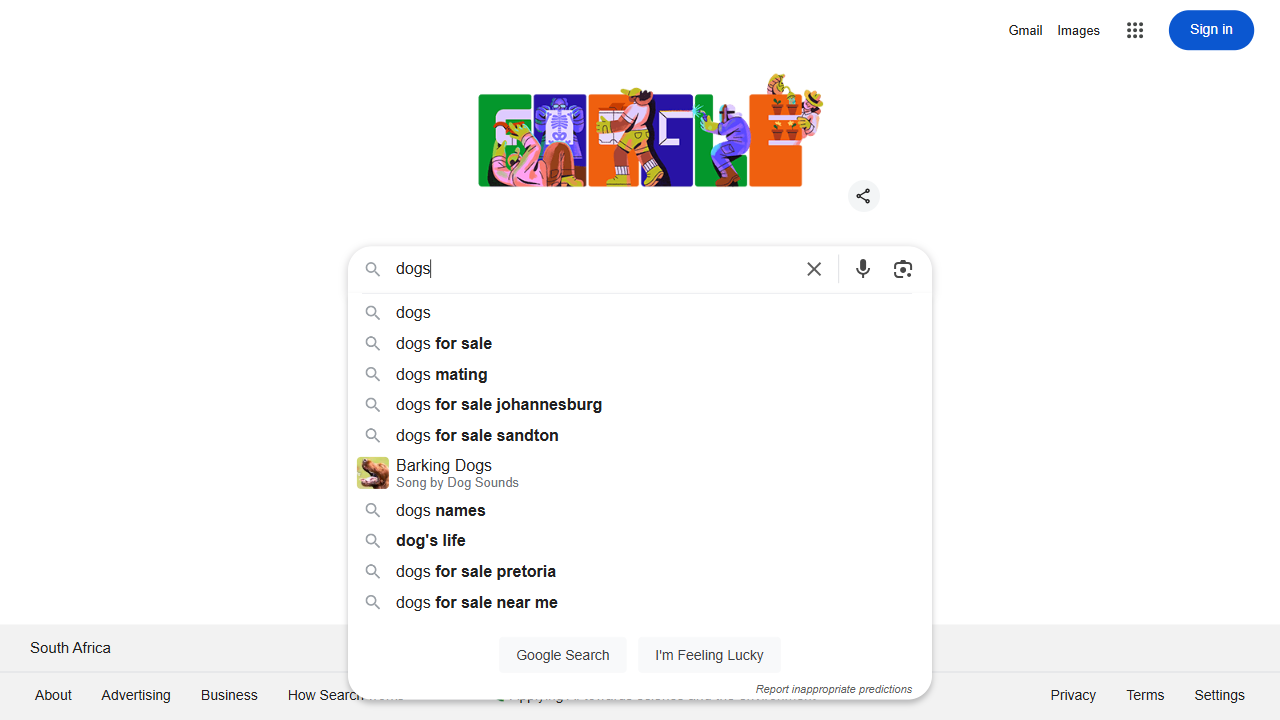 Gmail
Images
Sign in
dogs
dogs
dogs for sale
dogs mating
dogs for sale johannesburg
dogs for sale sandton
Barking Dogs
Song by Dog Sounds
dogs names
dog's life
dogs for sale pretoria
dogs for sale near me
Google Search
I'm Feeling Lucky
Report inappropriate predictions
South Africa
About
Advertising
Business
How Search works
Privacy
Terms
Settings